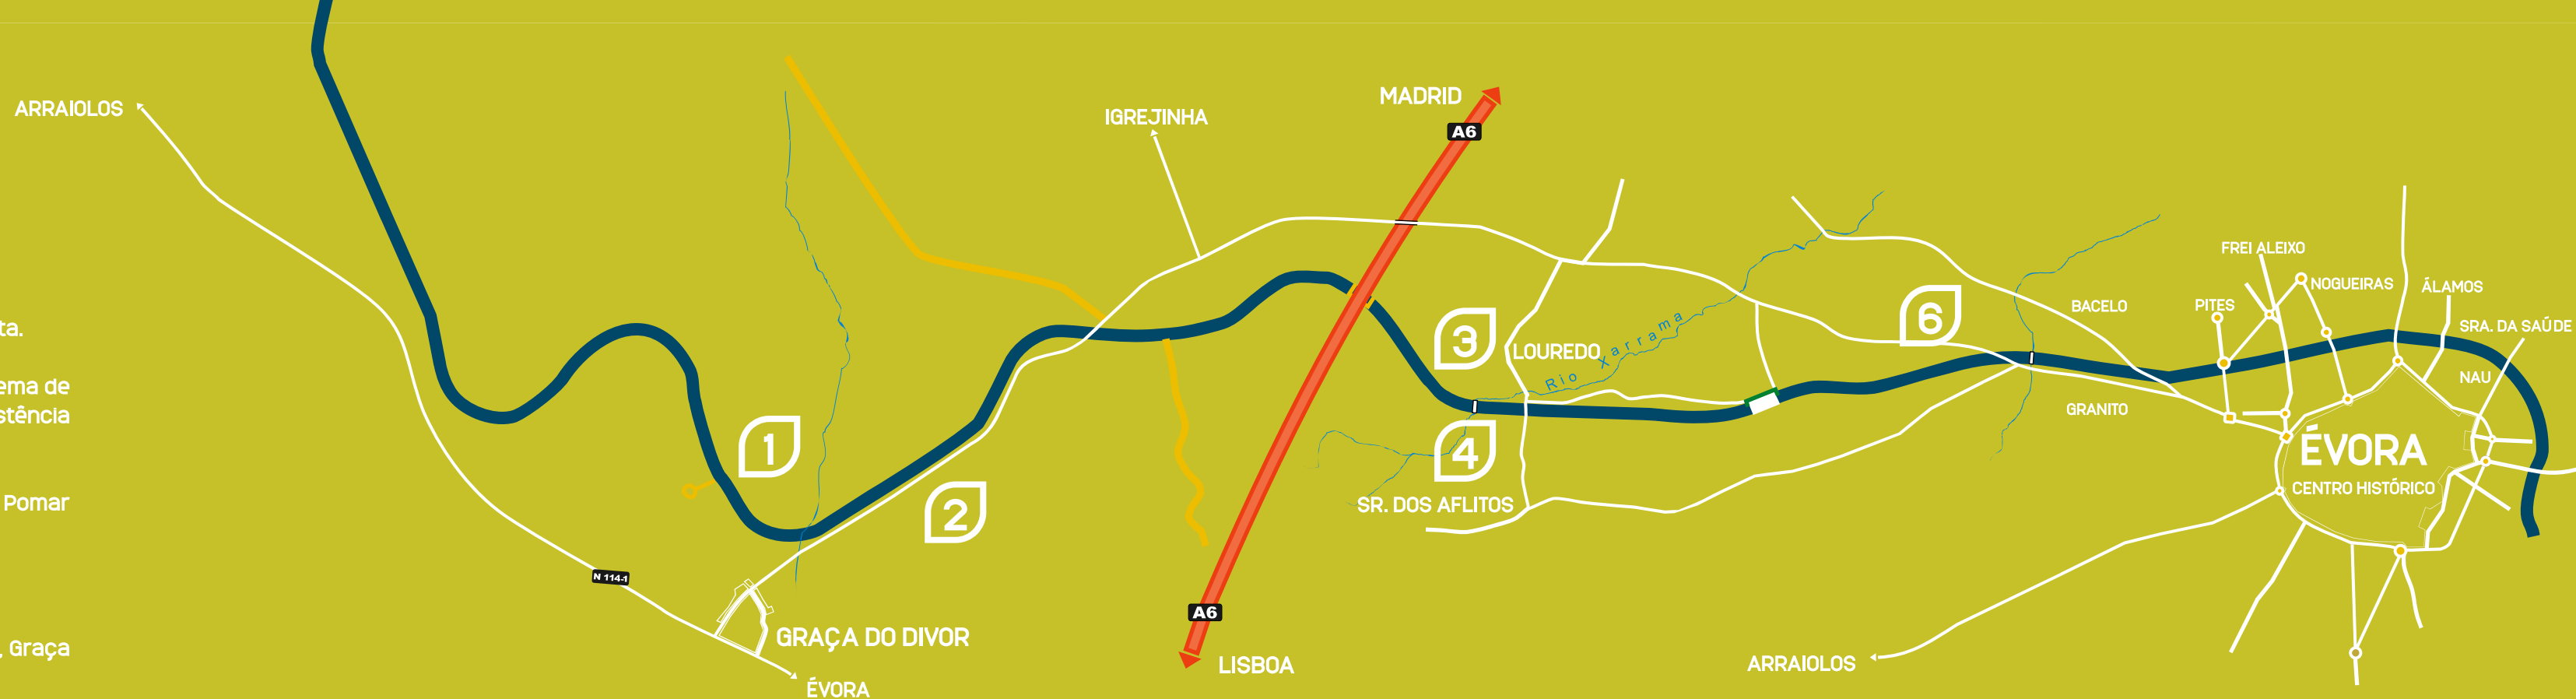 ta.
ema de
stência
Pomar
, Graça
ARRAIOLOS
N 114-1
GRAÇA DO DIVOR
ÉVORA
1
2
IGREJINHA
MADRID
A6
A6
LISBOA
3
LOUREDO
Rio Xarrama
4
SR. DOS AFLITOS
6
BACELO
GRANITO
ARRAIOLOS
FREI ALEIXO
NOGUEIRAS
PITES
ÁLAMOS
SRA. DA SAÚDE
NAU
ÉVORA
CENTRO HISTÓRICO